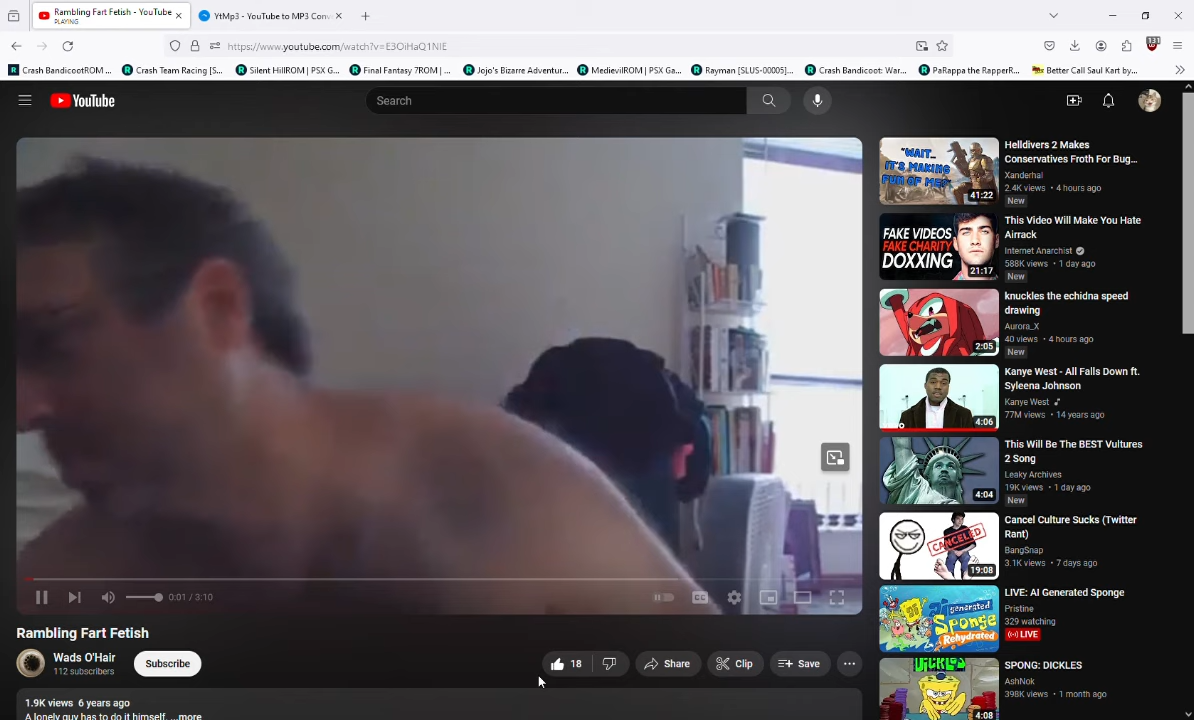 Rambling Fart Fetish - YouTube
PLAYING
YtMp3 - YouTube to MP3 Conv
https://www.youtube.com/watch?v=E3OiHaQ1NlE
131
Crash BandicootROM ...
Crash Team Racing [S...
Silent HillROM | PSX G...
Final Fantasy 7ROM | ...
Jojo's Bizarre Adventur...
MedievilROM | PSX Ga...
Rayman [SLUS-00005]...
Crash Bandicoot: War...
PaRappa the RapperR...
Better Call Saul Kart by...
YouTube
Search
"WAIT...
IT'S MAKING
FUN OF ME?"
41:22
Helldivers 2 Makes
Conservatives Froth For Bug...
Xanderhal
2.4K views • 4 hours ago
New
FAKE VIDEOS
FAKE CHARITY
DOXXING
21:17
This Video Will Make You Hate
Airrack
Internet Anarchist
588K views • 1 day ago
New
2:05
knuckles the echidna speed
drawing
Aurora_X
40 views • 4 hours ago
New
4:06
Kanye West - All Falls Down ft.
Syleena Johnson
Kanye West
77M views • 14 years ago
4:04
This Will Be The BEST Vultures
2 Song
Leaky Archives
19K views • 1 day ago
New
CANCELED
19:08
Cancel Culture Sucks (Twitter
Rant)
BangSnap
3.1K views • 7 days ago
AI generated
Sponge
Rehydrated
LIVE: AI Generated Sponge
Pristine
329 watching
LIVE
DICKLES
4:08
SPONG: DICKLES
AshNok
398K views • 1 month ago
0:01 / 3:10
CC
Rambling Fart Fetish
Wads O'Hair
112 subscribers
Subscribe
18
Share
Clip
Save
1.9K views 6 years ago
A lonely guy has to do it himself. ...more